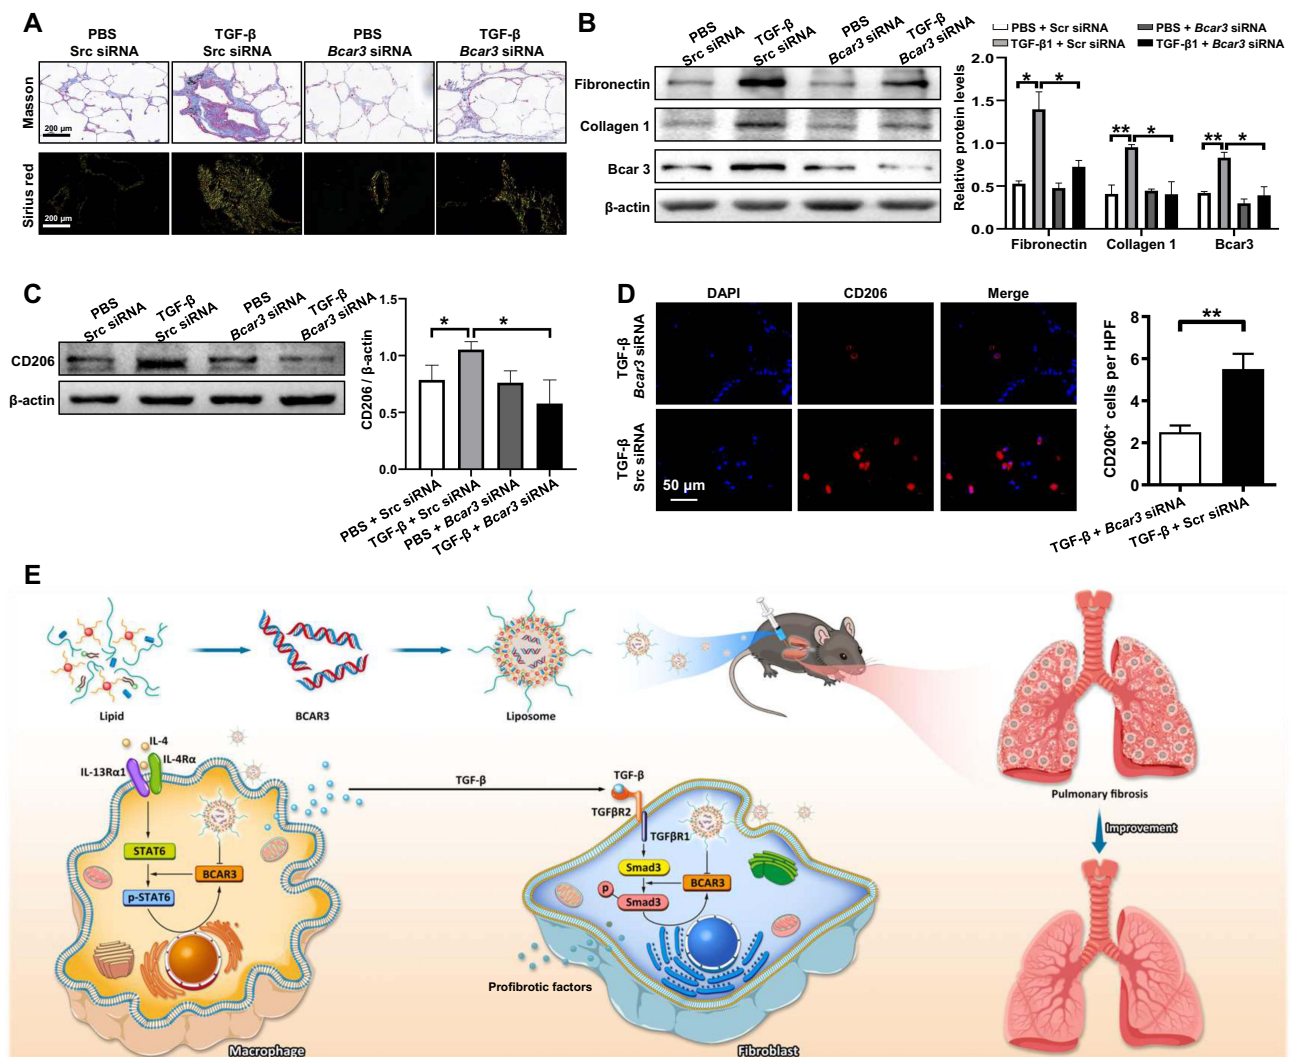 A
PBS
Src siRNA
TGF-β
Src siRNA
PBS
Bcar3 siRNA
TGF-β
Bcar3 siRNA
Masson
200 μm
Sirius red
200 μm
B
PBS
Src siRNA
TGF-β
Src siRNA
PBS
Bcar3 siRNA
TGF-β
Bcar3 siRNA
Fibronectin
Collagen 1
Bcar 3
β-actin
PBS + Scr siRNA
PBS + Bcar3 siRNA
TGF-β1 + Scr siRNA
TGF-β1 + Bcar3 siRNA
Relative protein levels
2.0
1.5
1.0
0.5
0.0
* *
** *
** *
Fibronectin
Collagen 1
Bcar3
C
PBS
Src siRNA
TGF-β
Src siRNA
PBS
Bcar3 siRNA
TGF-β
Bcar3 siRNA
CD206
β-actin
CD206 / β-actin
1.5
1.0
0.5
0.0
* *
PBS + Src siRNA
TGF-β + Src siRNA
PBS + Bcar3 siRNA
TGF-β + Bcar3 siRNA
D
DAPI
CD206
Merge
TGF-β
Bcar3 siRNA
TGF-β
Src siRNA
50 μm
CD206+ cells per HPF
8
6
4
2
0
**
TGF-β + Bcar3 siRNA
TGF-β + Scr siRNA
E
Lipid
BCAR3
Liposome
IL-4
IL-13Rα1
IL-4Rα
STAT6
BCAR3
p-STAT6
Macrophage
TGF-β
TGF-β
TGFβR2
TGFβR1
Smad3
BCAR3
P
Smad3
Profibrotic factors
Fibroblast
Pulmonary fibrosis
Improvement